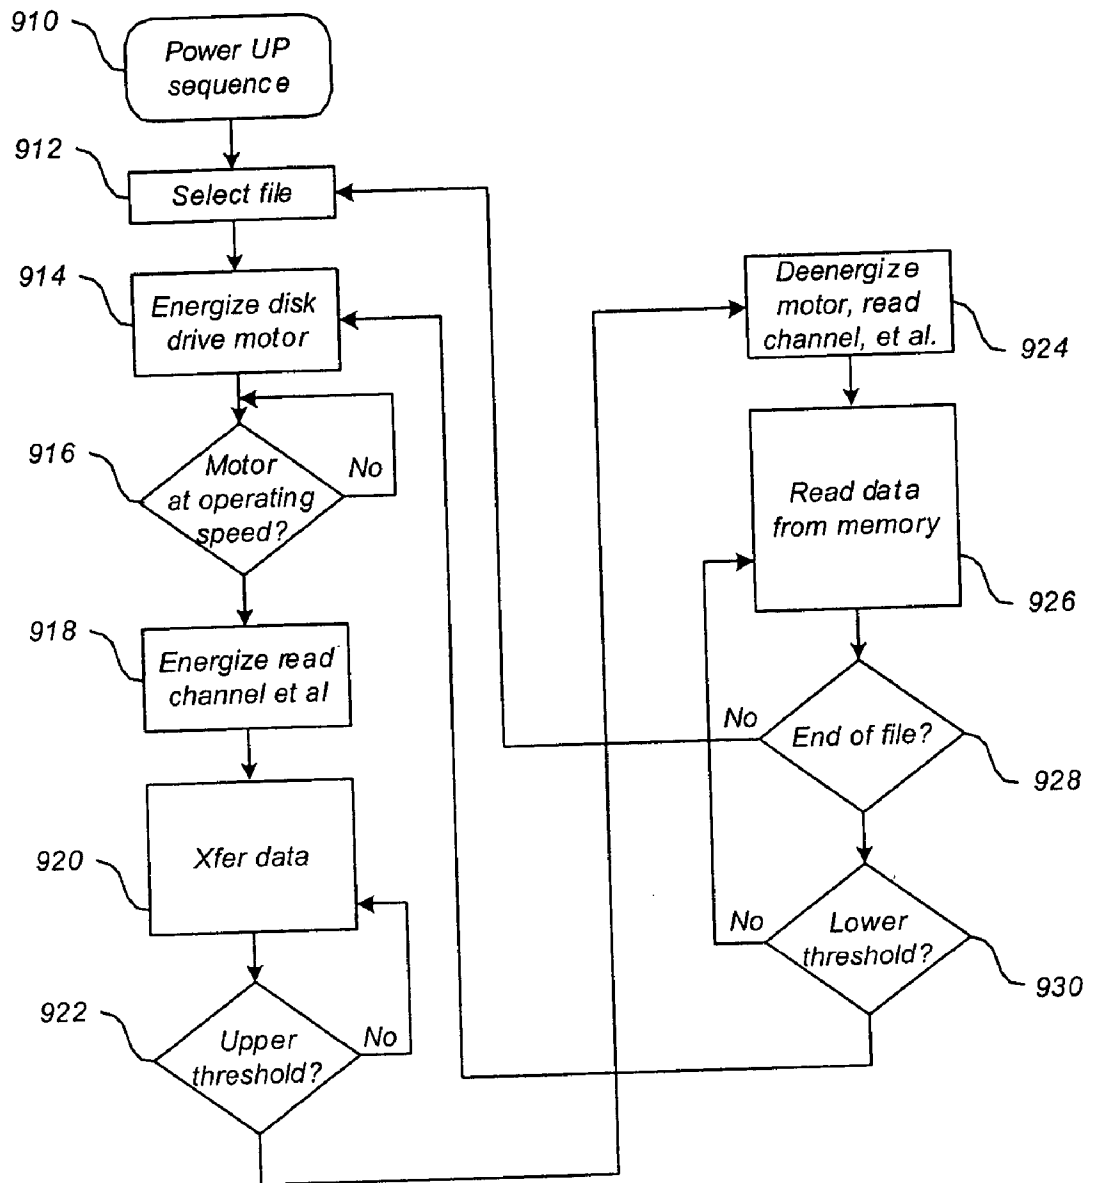 910
Power UP
sequence
912
Select file
914
Energize disk
drive motor
916
Motor
at operating
speed?
No
918
Energize read
channel et al
920
Xfer data
922
Upper
threshold?
No
Deenergize
motor, read
channel, et al.
924
Read data
from memory
926
No
End of file?
928
No
Lower
threshold?
930